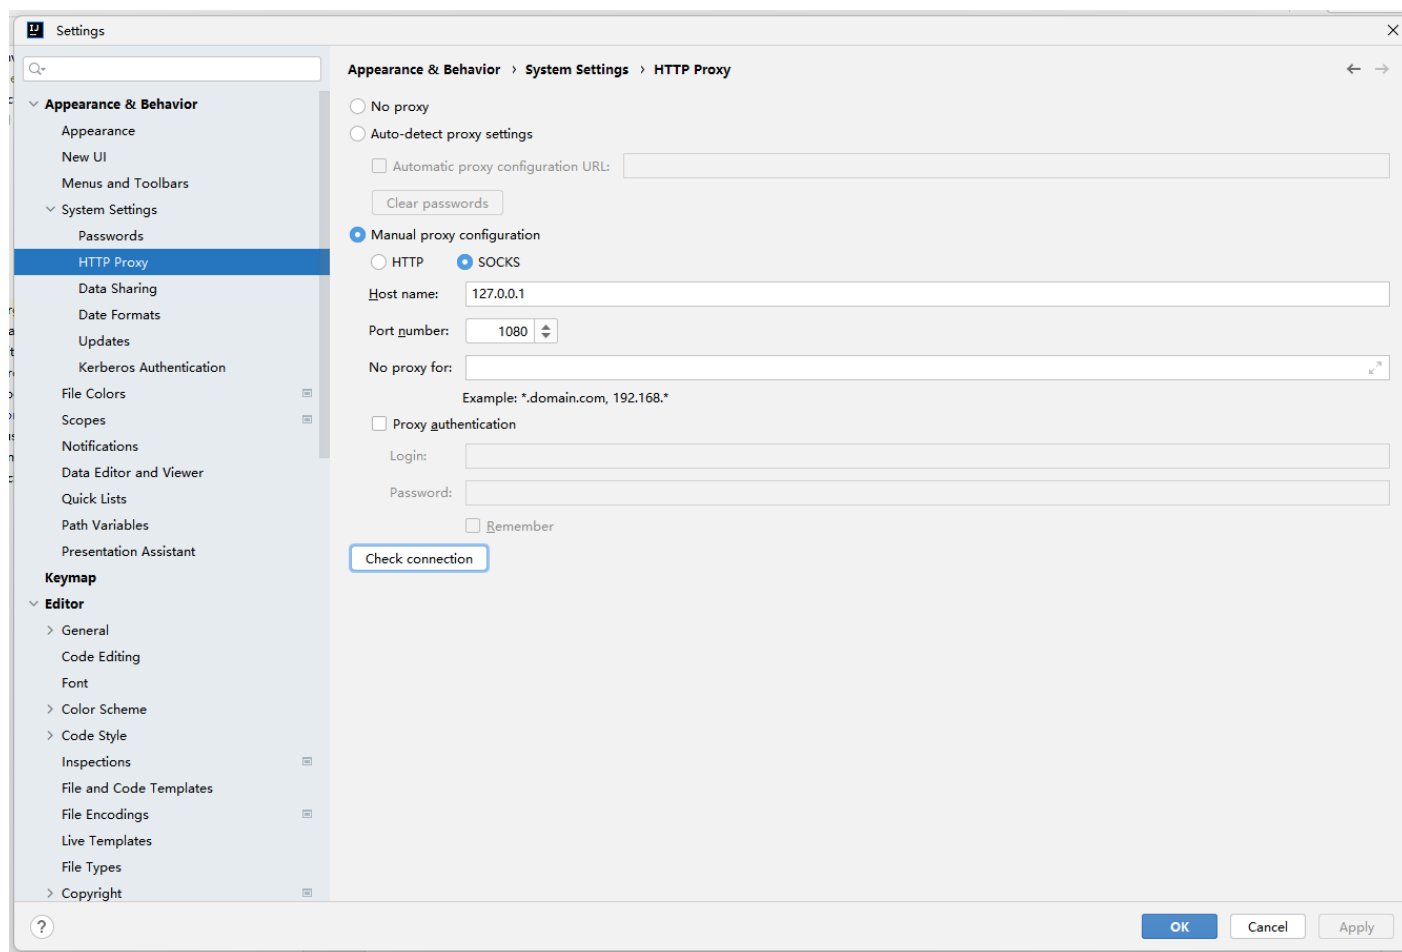 Settings
Appearance & Behavior
Appearance
New UI
Menus and Toolbars
System Settings
Passwords
HTTP Proxy
Data Sharing
Date Formats
Updates
Kerberos Authentication
File Colors
Scopes
Notifications
Data Editor and Viewer
Quick Lists
Path Variables
Presentation Assistant
Keymap
Editor
General
Code Editing
Font
Color Scheme
Code Style
Inspections
File and Code Templates
File Encodings
Live Templates
File Types
Copyright
Appearance & Behavior › System Settings › HTTP Proxy
No proxy
Auto-detect proxy settings
Automatic proxy configuration URL:
Clear passwords
Manual proxy configuration
HTTP SOCKS
Host name: 127.0.0.1
Port number: 1080
No proxy for:
Example: *.domain.com, 192.168.*
Proxy authentication
Login:
Password:
Remember
Check connection
? OK Cancel Apply